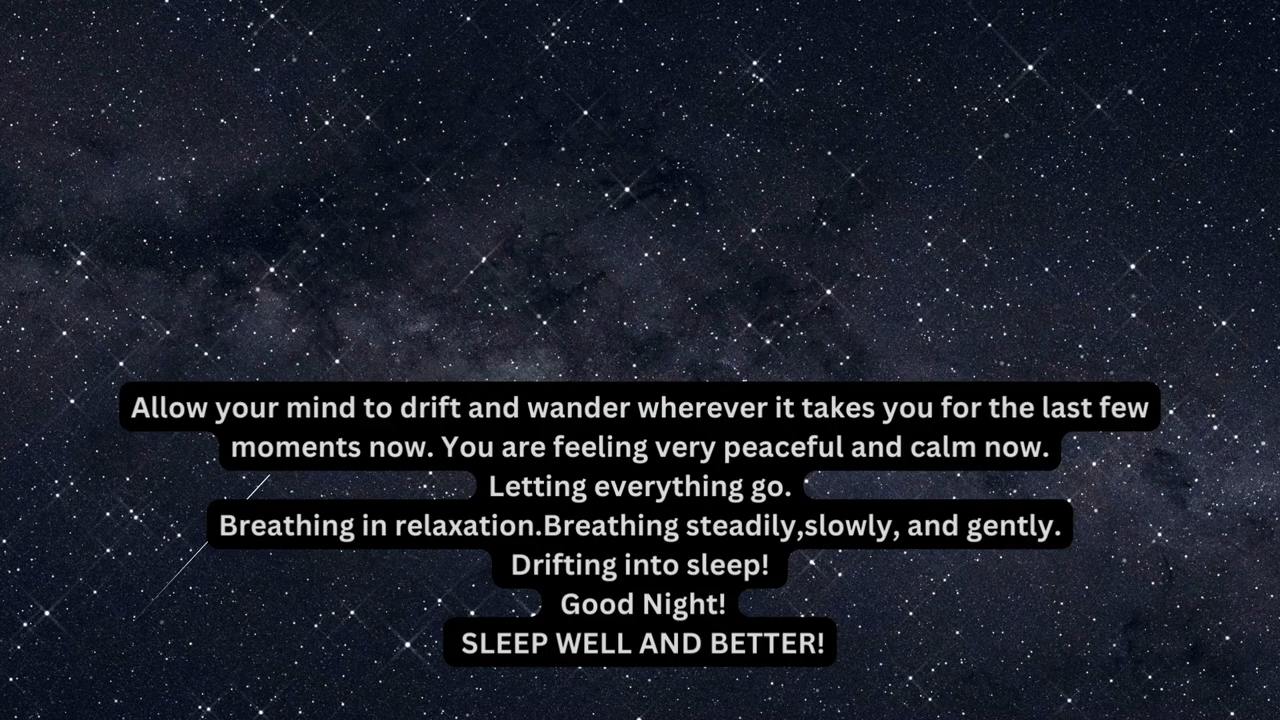 Allow your mind to drift and wander wherever it takes you for the last few
moments now. You are feeling very peaceful and calm now.
Letting everything go.
Breathing in relaxation.Breathing steadily,slowly, and gently.
Drifting into sleep!
Good Night!
SLEEP WELL AND BETTER!